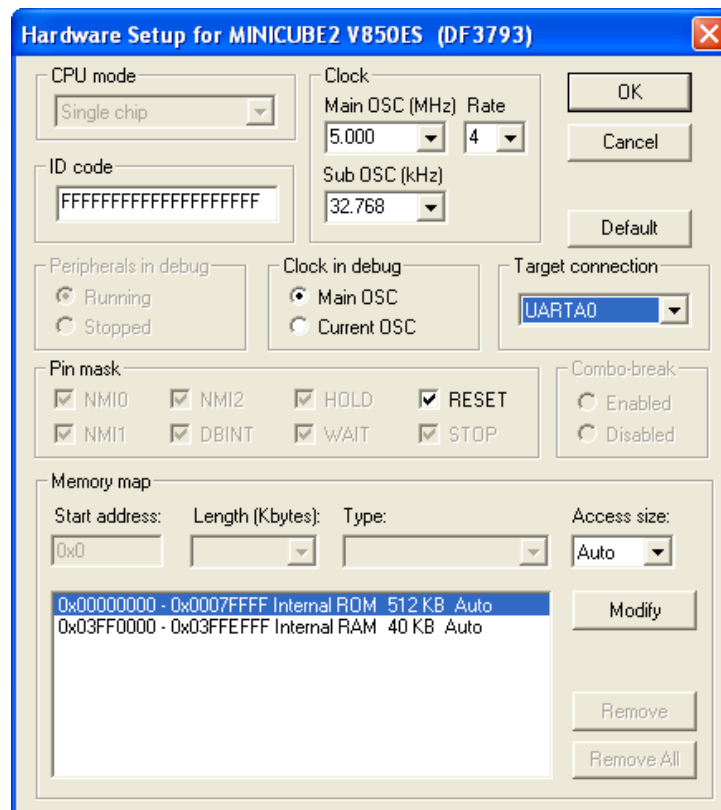 Hardware Setup for MINICUBE2 V850ES (DF3793)
CPU mode
Single chip
Clock
Main OSC (MHz) Rate
5.000 4
Sub OSC (kHz)
32.768
OK
Cancel
Default
ID code
FFFFFFFFFFFFFFFFFFFF
Peripherals in debug
Running
Stopped
Clock in debug
Main OSC
Current OSC
Target connection
UARTA0
Pin mask
NMI0 NMI2 HOLD RESET
NMI1 DBINT WAIT STOP
Combo-break
Enabled
Disabled
Memory map
Start address: Length (Kbytes): Type: Access size:
0x0 Auto
0x00000000 - 0x0007FFFF Internal ROM 512 KB Auto
0x03FF0000 - 0x03FFEFFF Internal RAM 40 KB Auto
Modify
Remove
Remove All